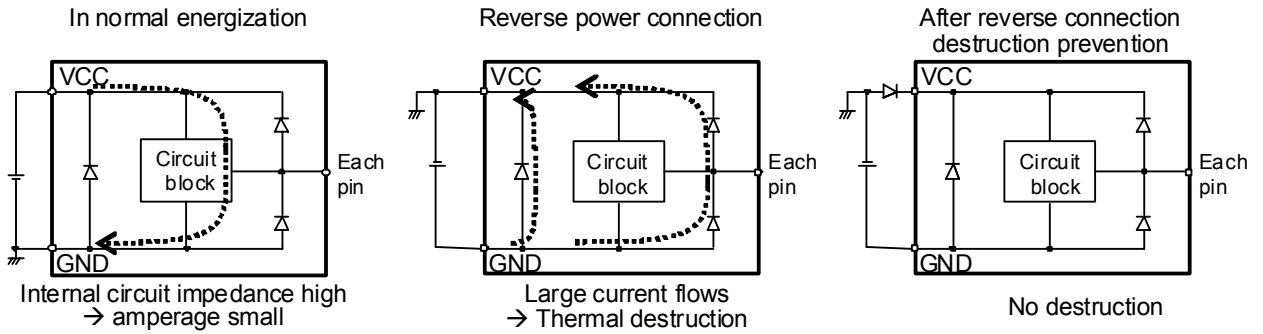 In normal energization
VCC
Circuit
block
Each
pin
GND
Internal circuit impedance high
→ amperage small
Reverse power connection
VCC
Circuit
block
Each
pin
GND
Large current flows
→ Thermal destruction
After reverse connection
destruction prevention
VCC
Circuit
block
Each
pin
GND
No destruction